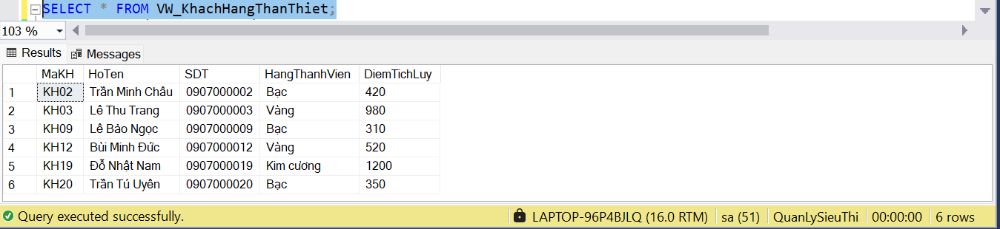 SELECT * FROM VW_KhachHangThanThiet;
103 %
Results Messages
MaKH HoTen SDT HangThanhVien DiemTichLuy
1 KH02 Trần Minh Châu 0907000002 Bạc 420
2 KH03 Lê Thu Trang 0907000003 Vàng 980
3 KH09 Lê Bảo Ngọc 0907000009 Bạc 310
4 KH12 Bùi Minh Đức 0907000012 Vàng 520
5 KH19 Đỗ Nhật Nam 0907000019 Kim cương 1200
6 KH20 Trần Tú Uyên 0907000020 Bạc 350
Query executed successfully. LAPTOP-96P4BJLQ (16.0 RTM) sa (51) QuanLySieuThi 00:00:00 6 rows